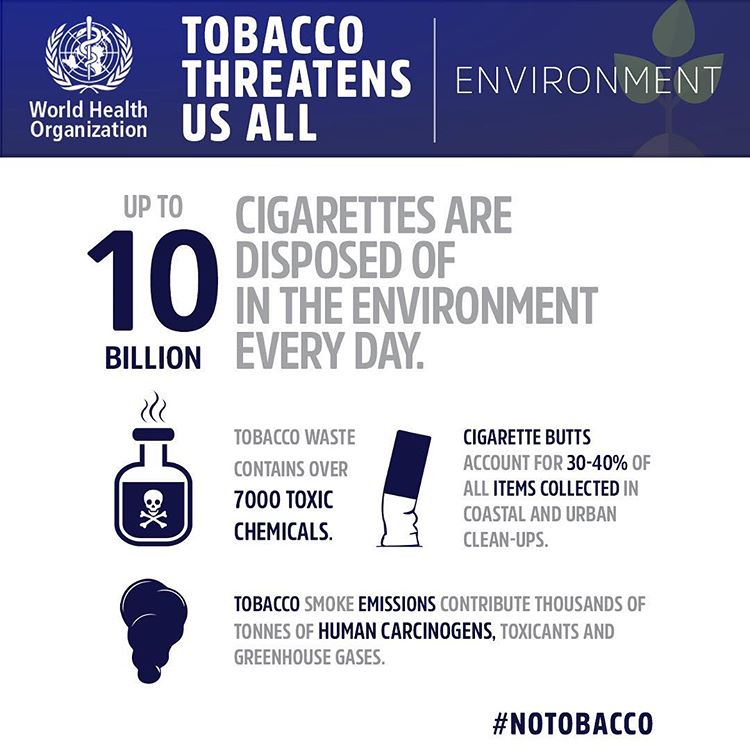 World Health
Organization
TOBACCO
THREATENS
US ALL
ENVIRONMENT
UP TO
10
BILLION
CIGARETTES ARE
DISPOSED OF
IN THE ENVIRONMENT
EVERY DAY.
TOBACCO WASTE
CONTAINS OVER
7000 TOXIC
CHEMICALS.
CIGARETTE BUTTS
ACCOUNT FOR 30-40% OF
ALL ITEMS COLLECTED IN
COASTAL AND URBAN
CLEAN-UPS.
TOBACCO SMOKE EMISSIONS CONTRIBUTE THOUSANDS OF
TONNES OF HUMAN CARCINOGENS, TOXICANTS AND
GREENHOUSE GASES.
#NOTOBACCO